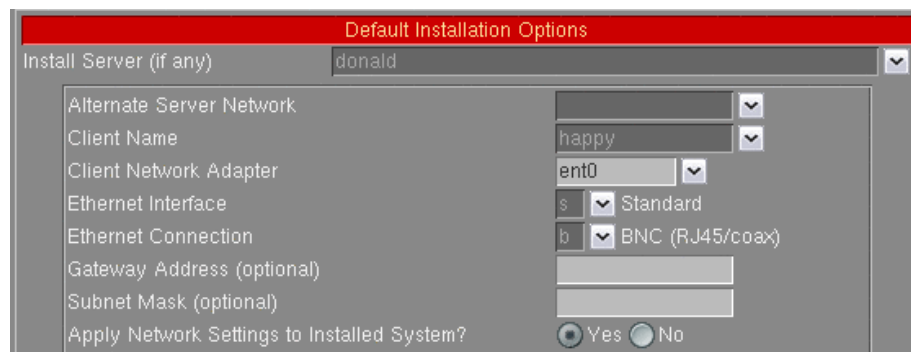 Default Installation Options
Install Server (if any) donald
Alternate Server Network
Client Name happy
Client Network Adapter ent0
Ethernet Interface s Standard
Ethernet Connection b BNC (RJ45/coax)
Gateway Address (optional)
Subnet Mask (optional)
Apply Network Settings to Installed System? Yes No